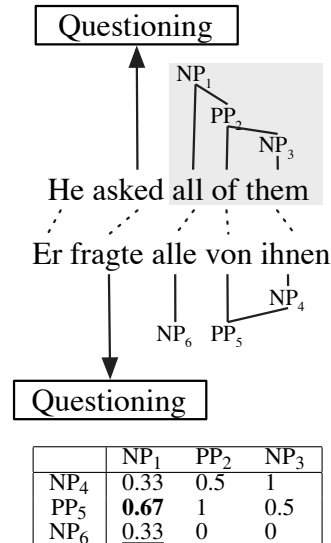 Questioning
NP₁
PP₂
NP₃
He asked all of them
Er fragte alle von ihnen
NP₄
NP₆ PP₅
Questioning
NP₁ PP₂ NP₃
NP₄ 0.33 0.5 1
PP₅ 0.67 1 0.5
NP₆ 0.33 0 0